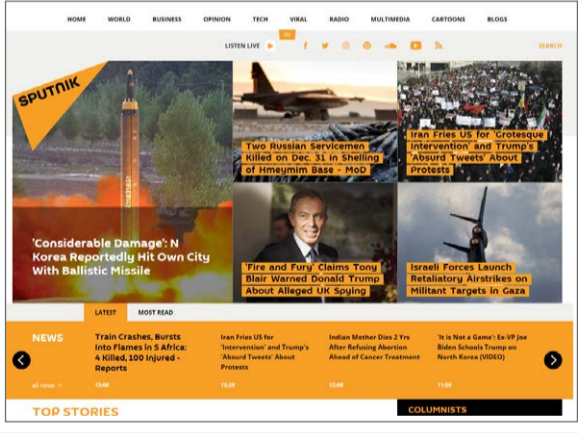 HOME WORLD BUSINESS OPINION TECH VIRAL RADIO MULTIMEDIA CARTOONS BLOGS
LISTEN LIVE
SEARCH
SPUTNIK
'Considerable Damage': N
Korea Reportedly Hit Own City
With Ballistic Missile
Two Russian Servicemen
Killed on Dec. 31 in Shelling
of Hmeymim Base - MoD
Iran Fries US for 'Grotesque
Intervention' and Trump's
'Absurd Tweets' About
Protests
'Fire and Fury' Claims Tony
Blair Warned Donald Trump
About Alleged UK Spying
Israeli Forces Launch
Retaliatory Airstrikes on
Militant Targets in Gaza
LATEST MOST READ
NEWS
all news
Train Crashes, Bursts
Into Flames in S Africa:
4 Killed, 100 Injured -
Reports
Iran Fries US for
'Intervention' and Trump's
'Absurd Tweets' About
Protests
Indian Mother Dies 2 Yrs
After Refusing Abortion
Ahead of Cancer Treatment
'It is Not a Game': Ex-VP Joe
Biden Schools Trump on
North Korea (VIDEO)
TOP STORIES
COLUMNISTS